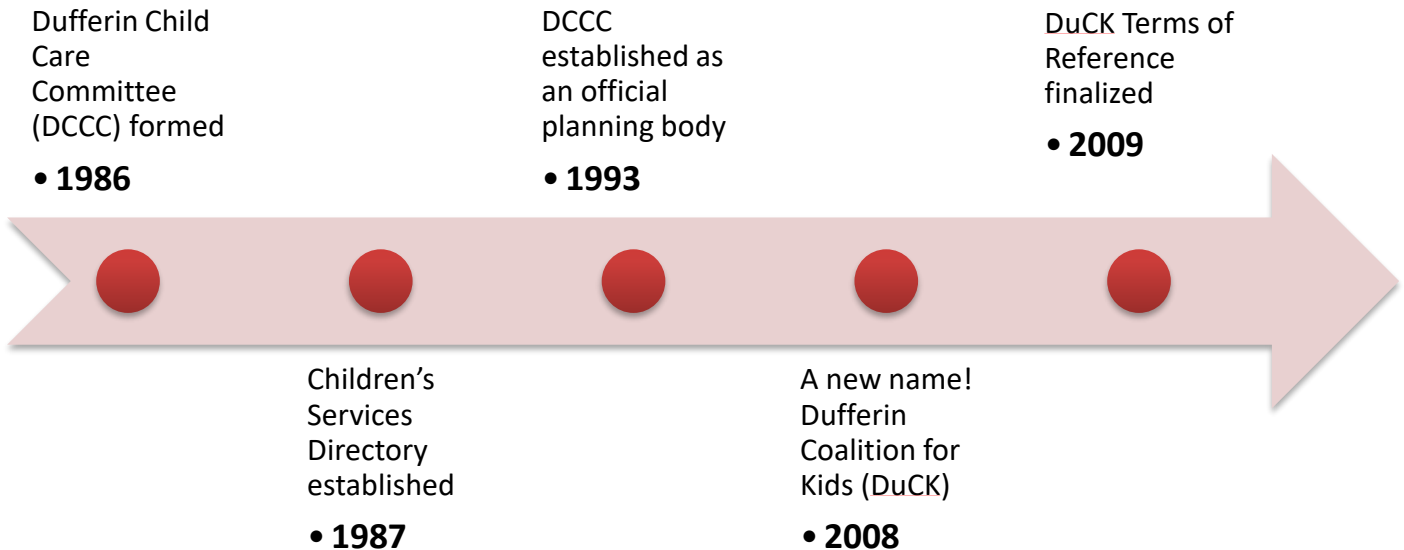 Dufferin Child
Care
Committee
(DCCC) formed
• 1986
Children’s
Services
Directory
established
• 1987
DCCC
established as
an official
planning body
• 1993
A new name!
Dufferin
Coalition for
Kids (DuCK)
• 2008
DuCK Terms of
Reference
finalized
• 2009